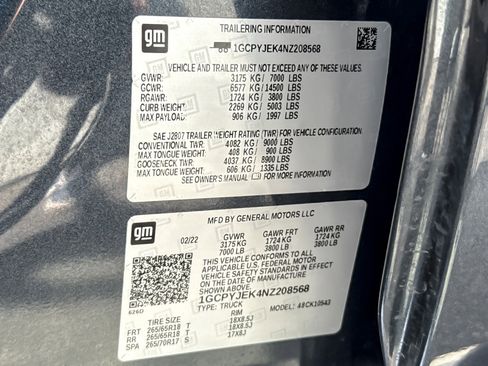 gm
TRAILERING INFORMATION
1GCPYJEK4NZ208568
VEHICLE AND TRAILER MUST NOT EXCEED ANY OF THESE VALUES.
GVWR: 3175 KG / 7000 LBS
GCWR: 6577 KG / 14500 LBS
RGAWR: 1724 KG / 3800 LBS
CURB WEIGHT: 2269 KG / 5003 LBS
MAX PAYLOAD: 906 KG / 1997 LBS
SAE J2807 TRAILER WEIGHT RATING (TWR) FOR VEHICLE CONFIGURATION.
CONVENTIONAL TWR: 4082 KG / 9000 LBS
MAX TONGUE WEIGHT: 408 KG / 900 LBS
GOOSENECK TWR: 4037 KG / 8900 LBS
MAX TONGUE WEIGHT: 606 KG / 1335 LBS
SEE OWNER'S MANUAL FOR MORE INFORMATION.
gm
MFD BY GENERAL MOTORS LLC
02/22 GVWR GAWR FRT GAWR RR
3175 KG 1724 KG 1724 KG
7000 LB 3800 LB 3800 LB
THIS VEHICLE CONFORMS TO ALL
APPLICABLE U.S. FEDERAL MOTOR
VEHICLE SAFETY STANDARDS IN EFFECT
ON THE DATE OF MANUFACTURE
SHOWN ABOVE.
1GCPYJEK4NZ208568
626D
TYPE: TRUCK MODEL: 48CK10543
TIRE SIZE RIM
FRT 265/65R18 T 18X8.5J
RR 265/65R18 T 18X8.5J
SPA 265/70R17 S 17X8J